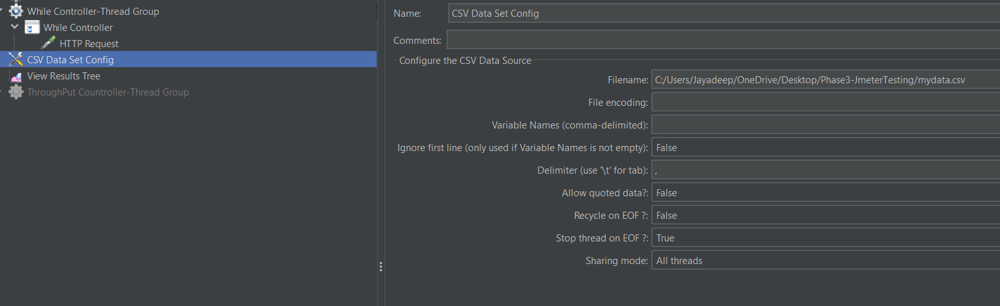 While Controller-Thread Group
While Controller
HTTP Request
CSV Data Set Config
View Results Tree
ThroughPut Countroller-Thread Group
Name: CSV Data Set Config
Comments:
Configure the CSV Data Source
Filename: C:/Users/Jayadeep/OneDrive/Desktop/Phase3-JmeterTesting/mydata.csv
File encoding:
Variable Names (comma-delimited):
Ignore first line (only used if Variable Names is not empty): False
Delimiter (use '\t' for tab): ,
Allow quoted data?: False
Recycle on EOF ?: False
Stop thread on EOF ?: True
Sharing mode: All threads